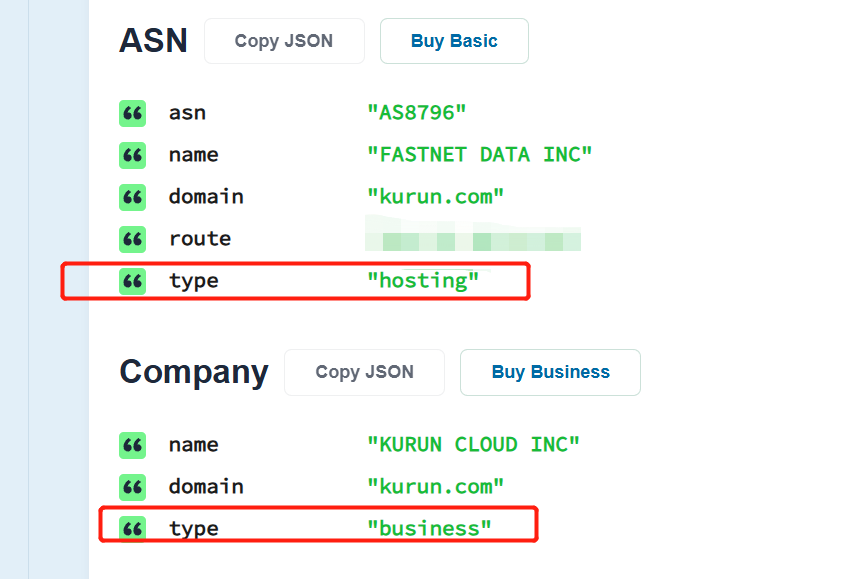 ASN Copy JSON Buy Basic
asn "AS8796"
name "FASTNET DATA INC"
domain "kurun.com"
route
type "hosting"
Company Copy JSON Buy Business
name "KURUN CLOUD INC"
domain "kurun.com"
type "business"